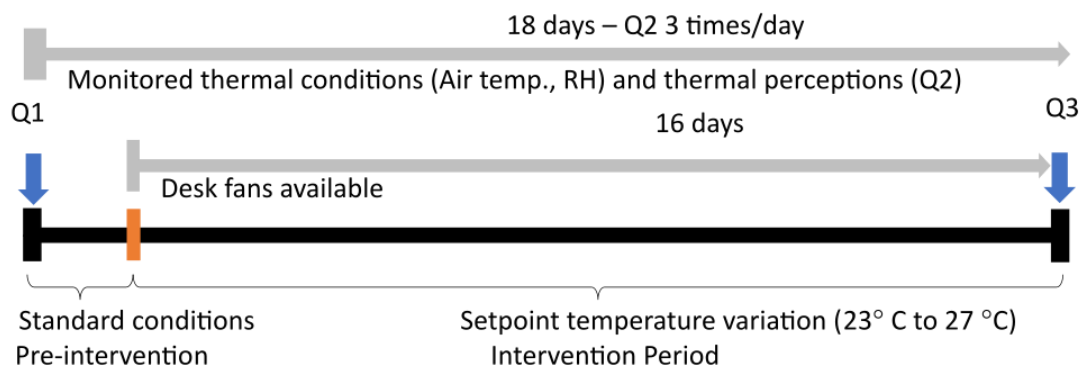 18 days – Q2 3 times/day
Monitored thermal conditions (Air temp., RH) and thermal perceptions (Q2)
Q1
Q3
16 days
Desk fans available
Standard conditions
Pre-intervention
Setpoint temperature variation (23° C to 27 °C)
Intervention Period